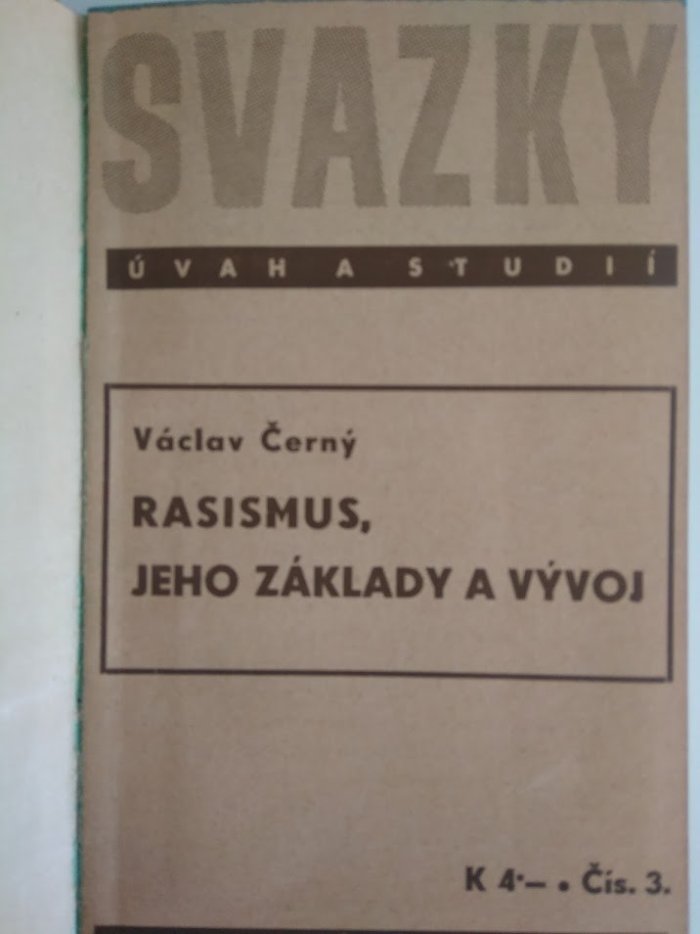 SVAZKY
ÚVAH A STUDIÍ
Václav Černý
RASISMUS,
JEHO ZÁKLADY A VÝVOJ
K 4·— • Čís. 3.